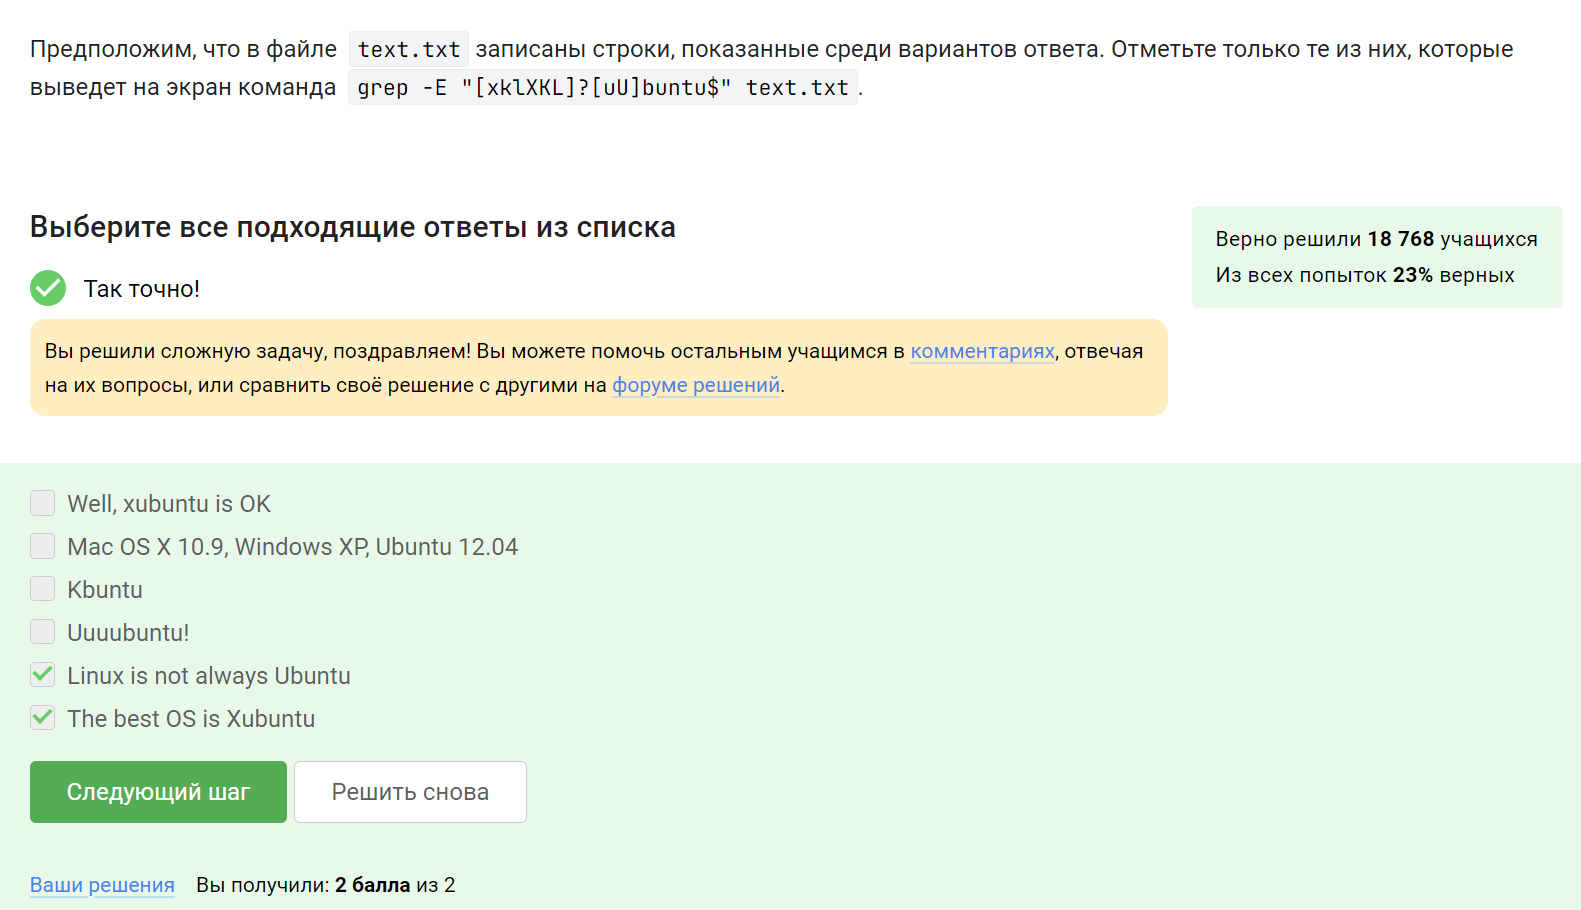 Предположим, что в файле text.txt записаны строки, показанные среди вариантов ответа. Отметьте только те из них, которые
выведет на экран команда grep -E "[xklXKL]?[uU]buntu$" text.txt.
Выберите все подходящие ответы из списка
Верно решили 18 768 учащихся
Из всех попыток 23% верных
Так точно!
Вы решили сложную задачу, поздравляем! Вы можете помочь остальным учащимся в комментариях, отвечая
на их вопросы, или сравнить своё решение с другими на форуме решений.
Well, xubuntu is OK
Mac OS X 10.9, Windows XP, Ubuntu 12.04
Kbuntu
Uuuubuntu!
Linux is not always Ubuntu
The best OS is Xubuntu
Следующий шаг
Решить снова
Ваши решения Вы получили: 2 балла из 2